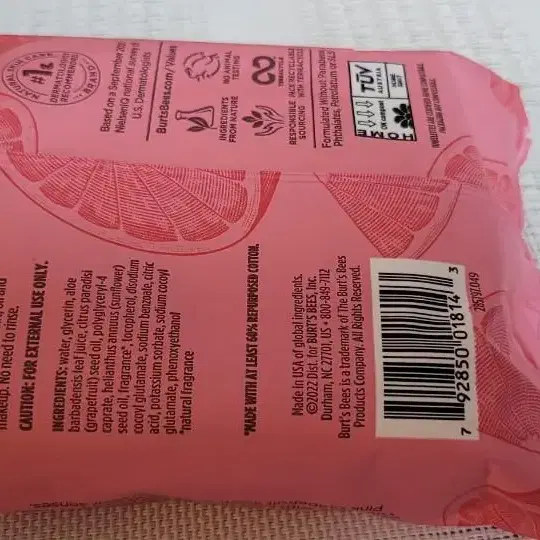 makeup. No need to rinse.
CAUTION: FOR EXTERNAL USE ONLY.
INGREDIENTS: water, glycerin, aloe
barbadensis leaf juice, citrus paradisi
(grapefruit) seed oil, polyglyceryl-4
caprate, helianthus annuus (sunflower)
seed oil, fragrance*, tocopherol, disodium
cocoyl glutamate, sodium benzoate, citric
acid, potassium sorbate, sodium cocoyl
glutamate, phenoxyethanol
*natural fragrance
*MADE WITH AT LEAST 60% REPURPOSED COTTON.
Made in USA of global ingredients.
©2022 Dist. for BURT'S BEES, Inc.
Durham, NC 27701, US • 800-849-7112
Burt's Bees is a trademark of The Burt's Bees
Products Company. All Rights Reserved.
7 92850 01814 3
NATURAL SKIN CARE
#1
DERMATOLOGIST
RECOMMENDED
BRAND
Based on a September 202
NielsenIQ national survey of
U.S. Dermatologists
BurtsBees.com/Values
NO ANIMAL
TESTING
INGREDIENTS
FROM NATURE
RECYCLABLE
WITH TERRACYCLE
TERRACYCLE
RESPONSIBLE
SOURCING
Formulated Without: Parabens,
Phthalates, Petrolatum or SLS
TÜV
AUSTRIA
OK compost
HOME